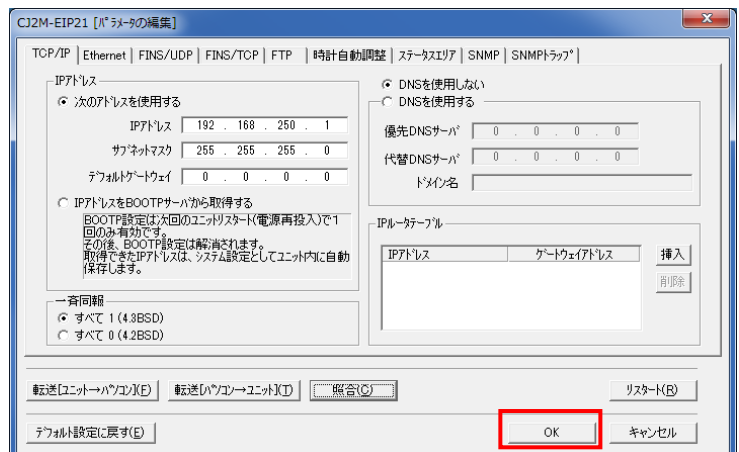 CJ2M-EIP21 [ﾊﾟﾗﾒｰﾀの編集]
TCP/IP Ethernet FINS/UDP FINS/TCP FTP 時計自動調整 ｽﾃｰﾀｽｴﾘｱ SNMP SNMPﾄﾗｯﾌﾟ
IPｱﾄﾞﾚｽ
次のｱﾄﾞﾚｽを使用する
IPｱﾄﾞﾚｽ 192 . 168 . 250 . 1
ｻﾌﾞﾈｯﾄﾏｽｸ 255 . 255 . 255 . 0
ﾃﾞﾌｫﾙﾄｹﾞｰﾄｳｪｲ 0 . 0 . 0 . 0
IPｱﾄﾞﾚｽをBOOTPｻｰﾊﾞから取得する
BOOTP設定は次回のﾕﾆｯﾄﾘｽﾀｰﾄ(電源再投入)で1
回のみ有効です。
その後、BOOTP設定は解消されます。
取得できたIPｱﾄﾞﾚｽは、ｼｽﾃﾑ設定としてﾕﾆｯﾄ内に自動
保存します。
一斉同報
すべて 1 (4.3BSD)
すべて 0 (4.2BSD)
DNSを使用しない
DNSを使用する
優先DNSｻｰﾊﾞ 0 . 0 . 0 . 0
代替DNSｻｰﾊﾞ 0 . 0 . 0 . 0
ﾄﾞﾒｲﾝ名
IPﾙｰﾀﾃｰﾌﾞﾙ
IPｱﾄﾞﾚｽ ｹﾞｰﾄｳｪｲｱﾄﾞﾚｽ
挿入
削除
転送[ﾕﾆｯﾄ→ﾊﾟｿｺﾝ](F) 転送[ﾊﾟｿｺﾝ→ﾕﾆｯﾄ](T) 照合(C) ﾘｽﾀｰﾄ(R)
ﾃﾞﾌｫﾙﾄ設定に戻す(E) OK ｷｬﾝｾﾙ